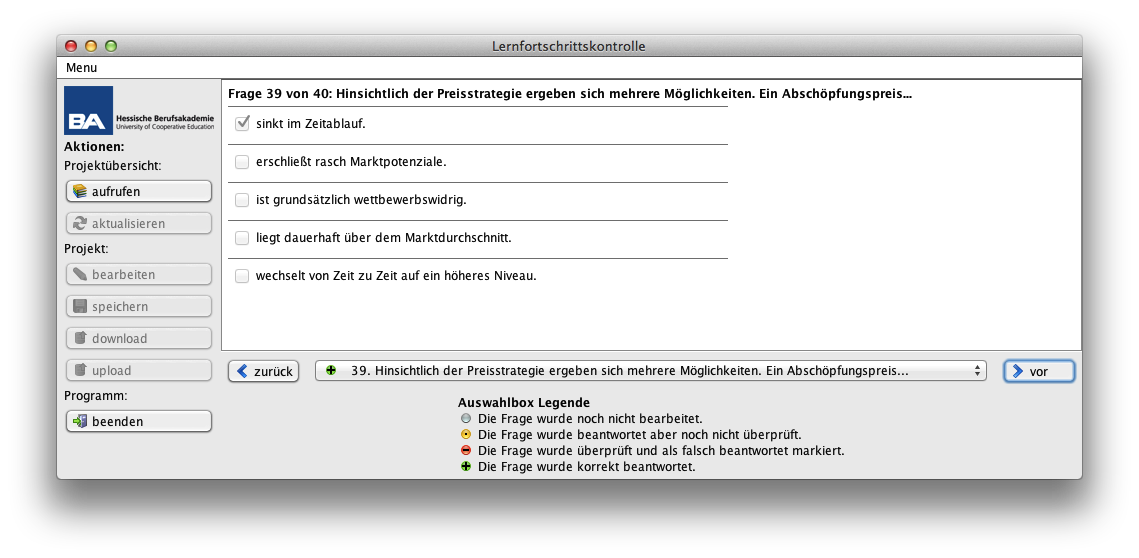 Lernfortschrittskontrolle
Menu
BA Hessische Berufsakademie
University of Cooperative Education
Aktionen:
Projektübersicht:
aufrufen
aktualisieren
Projekt:
bearbeiten
speichern
download
upload
Programm:
beenden
Frage 39 von 40: Hinsichtlich der Preisstrategie ergeben sich mehrere Möglichkeiten. Ein Abschöpfungspreis...
sinkt im Zeitablauf.
erschließt rasch Marktpotenziale.
ist grundsätzlich wettbewerbswidrig.
liegt dauerhaft über dem Marktdurchschnitt.
wechselt von Zeit zu Zeit auf ein höheres Niveau.
zurück
39. Hinsichtlich der Preisstrategie ergeben sich mehrere Möglichkeiten. Ein Abschöpfungspreis...
vor
Auswahlbox Legende
Die Frage wurde noch nicht bearbeitet.
Die Frage wurde beantwortet aber noch nicht überprüft.
Die Frage wurde überprüft und als falsch beantwortet markiert.
Die Frage wurde korrekt beantwortet.